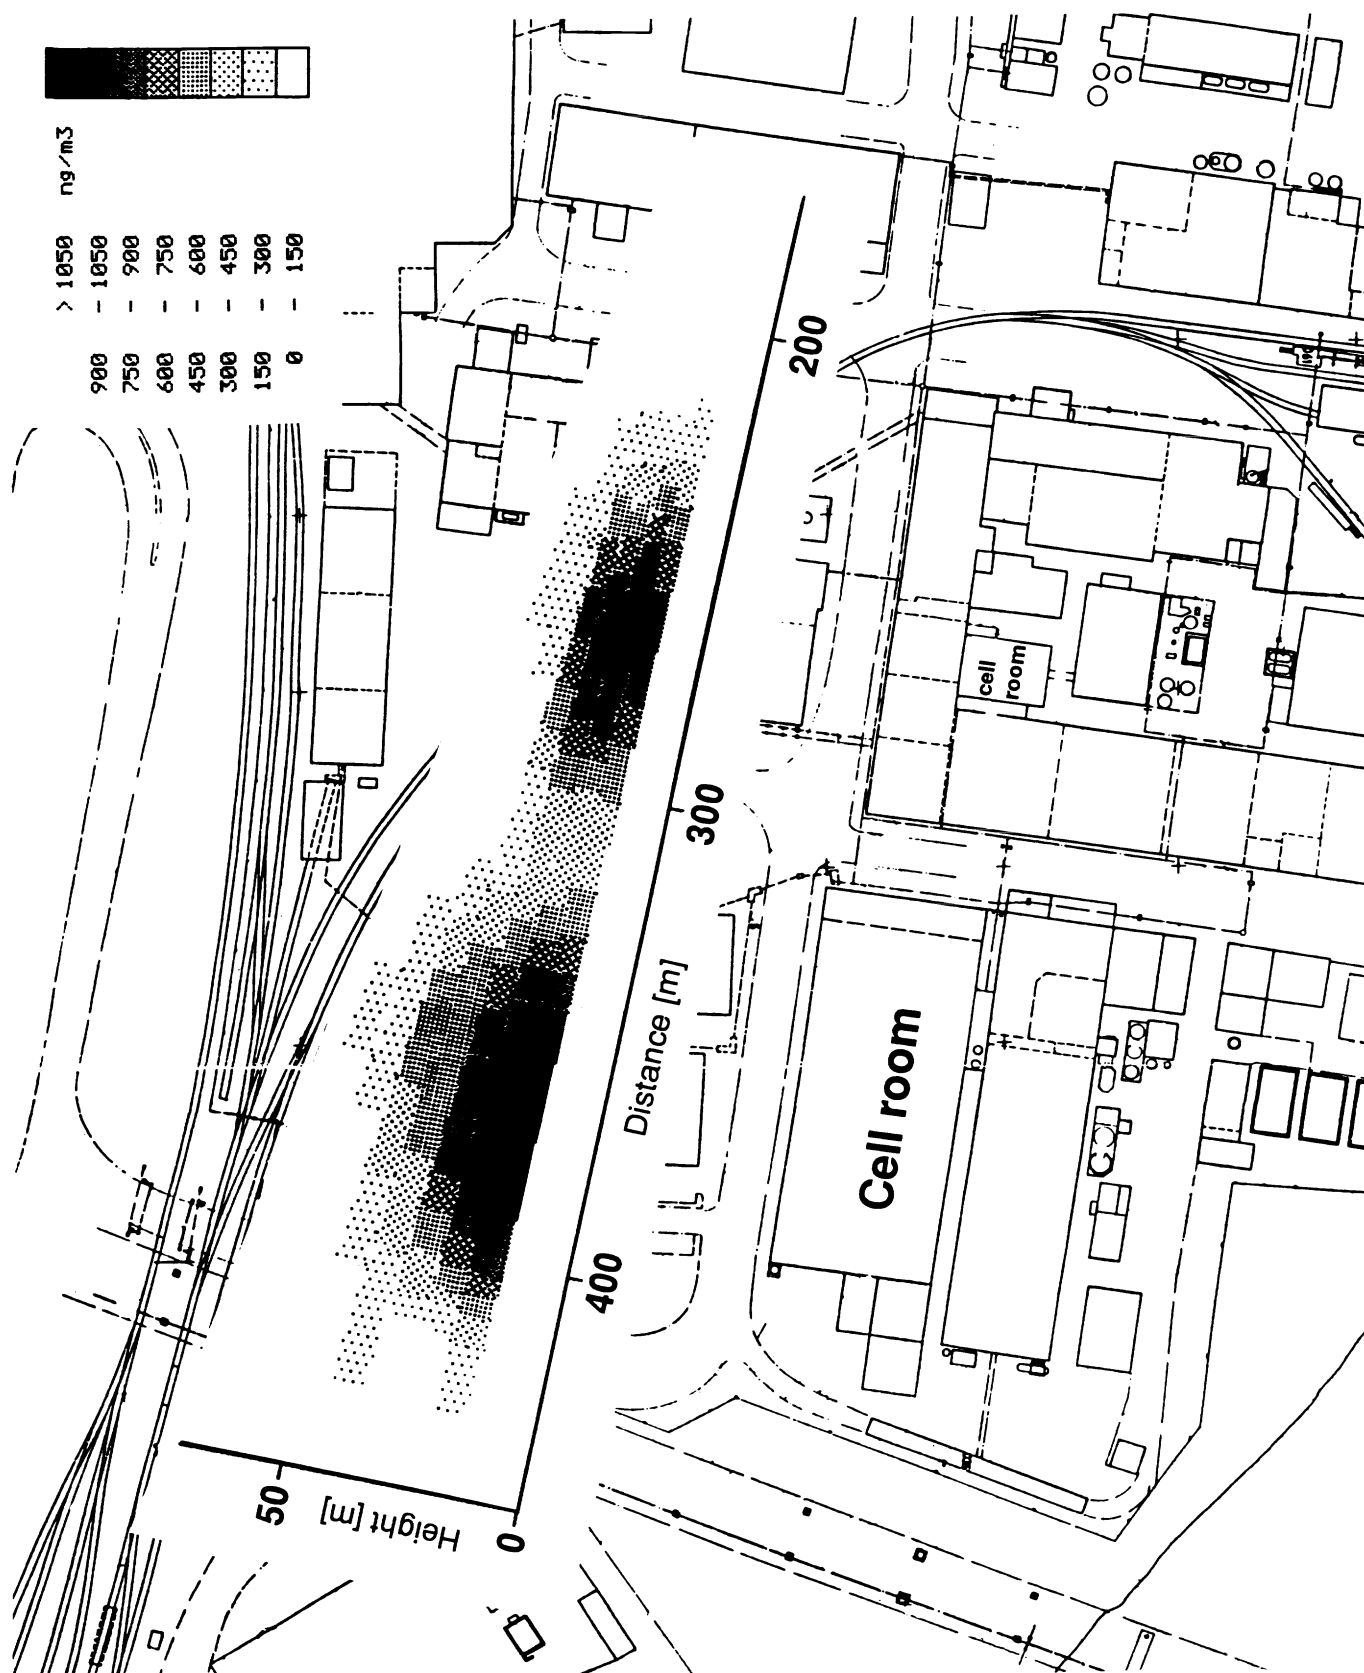 > 1050 ng/m3
900 - 1050
750 - 900
600 - 750
450 - 600
300 - 450
150 - 300
0 - 150
200
300
400
Distance [m]
50
Height [m]
0
cell
room
Cell room